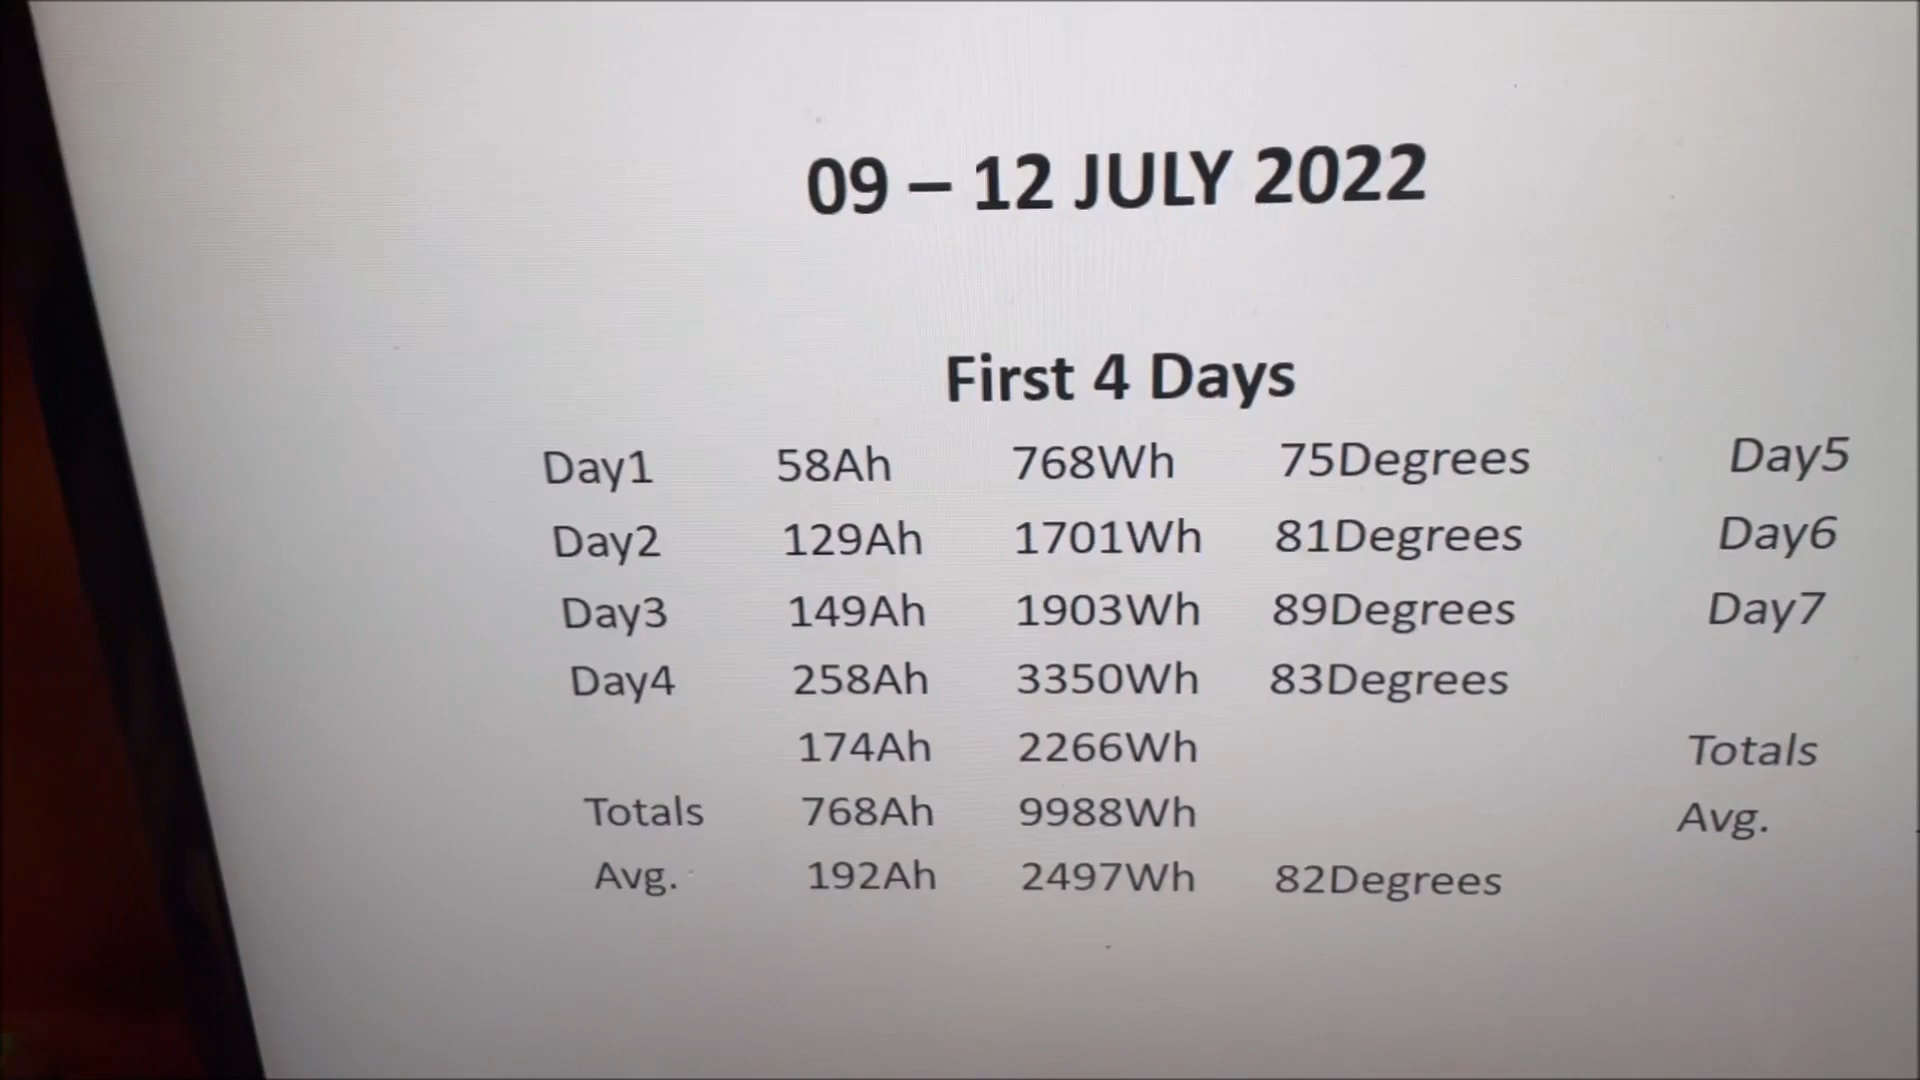 09 – 12 JULY 2022
First 4 Days
Day1 58Ah 768Wh 75Degrees Day5
Day2 129Ah 1701Wh 81Degrees Day6
Day3 149Ah 1903Wh 89Degrees Day7
Day4 258Ah 3350Wh 83Degrees
174Ah 2266Wh
Totals 768Ah 9988Wh Totals
Avg. 192Ah 2497Wh 82Degrees Avg.